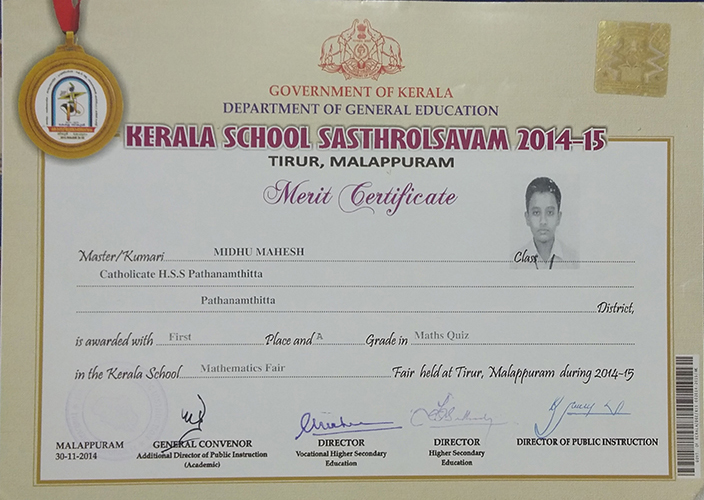 GOVERNMENT OF KERALA
DEPARTMENT OF GENERAL EDUCATION
KERALA SCHOOL SASTHROLSAVAM 2014-15
TIRUR, MALAPPURAM
Merit Certificate
Master/Kumari MIDHU MAHESH Class
Catholicate H.S.S Pathanamthitta
Pathanamthitta District,
is awarded with First Place and A Grade in Maths Quiz
in the Kerala School Mathematics Fair Fair held at Tirur, Malappuram during 2014-15
MALAPPURAM
30-11-2014
GENERAL CONVENOR
Additional Director of Public Instruction
(Academic)
DIRECTOR
Vocational Higher Secondary
Education
DIRECTOR
Higher Secondary
Education
DIRECTOR OF PUBLIC INSTRUCTION